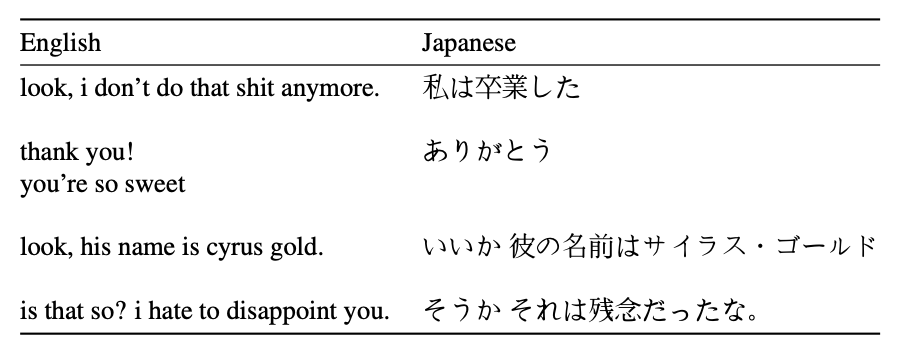 English Japanese
look, i don't do that shit anymore. 私は卒業した
thank you! ありがとう
you're so sweet
look, his name is cyrus gold. いいか 彼の名前はサイラス・ゴールド
is that so? i hate to disappoint you. そうか それは残念だったな。